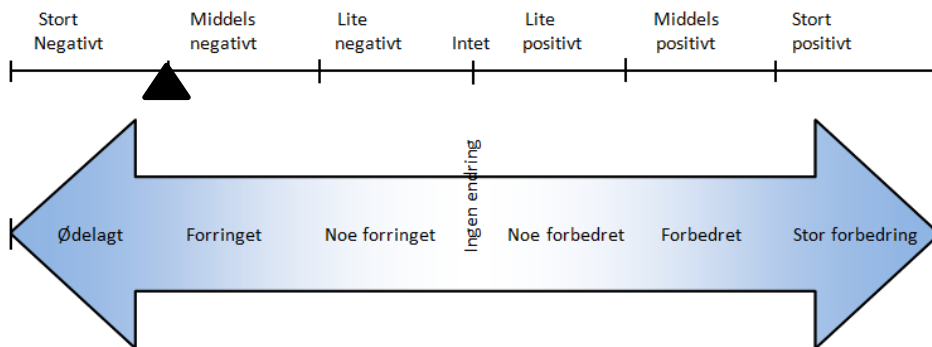 Stort
Negativt
Middels
negativt
Lite
negativt
Intet
Lite
positivt
Middels
positivt
Stort
positivt
Ingen endring
Ødelagt
Forringet
Noe forringet
Noe forbedret
Forbedret
Stor forbedring